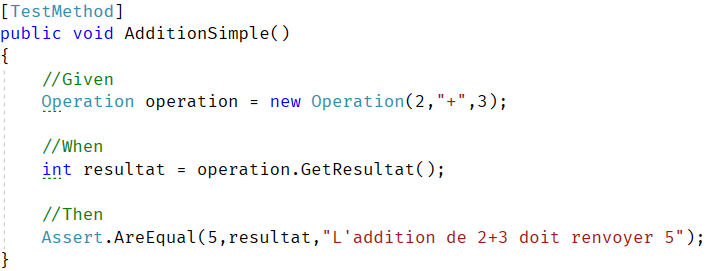 [TestMethod]
public void AdditionSimple()
{
//Given
Operation operation = new Operation(2,"+",3);
//When
int resultat = operation.GetResultat();
//Then
Assert.AreEqual(5,resultat,"L'addition de 2+3 doit renvoyer 5");
}